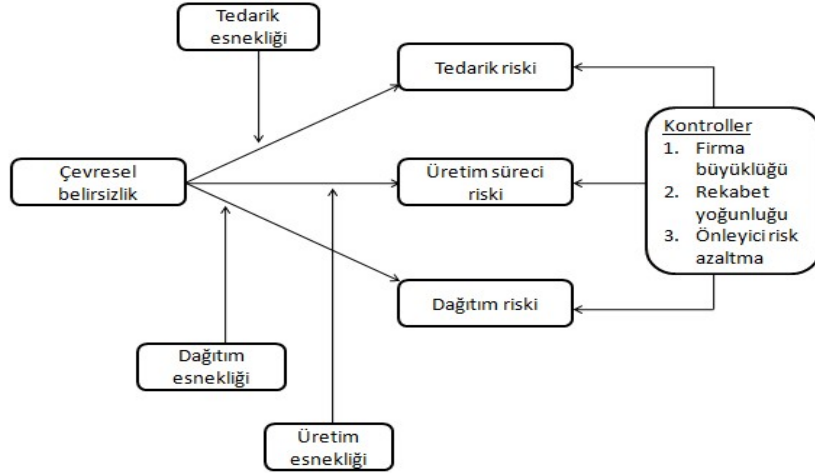 Tedarik
esnekliği
Tedarik riski
Kontroller
1. Firma
büyüklüğü
2. Rekabet
yoğunluğu
3. Önleyici risk
azaltma
Çevresel
belirsizlik
Üretim süreci
riski
Dağıtım riski
Dağıtım
esnekliği
Üretim
esnekliği